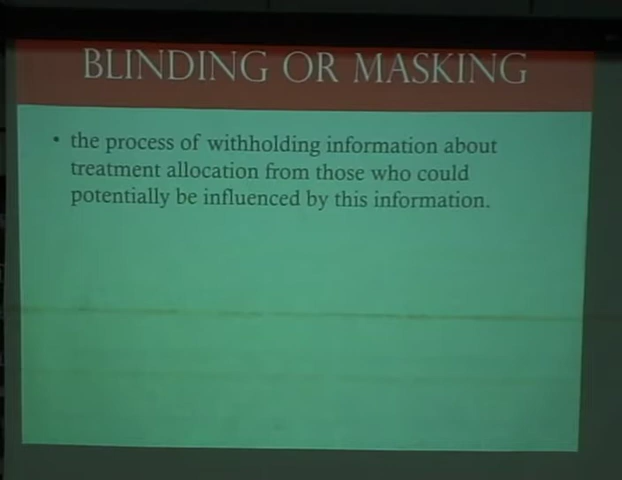 BLINDING OR MASKING
• the process of withholding information about
treatment allocation from those who could
potentially be influenced by this information.